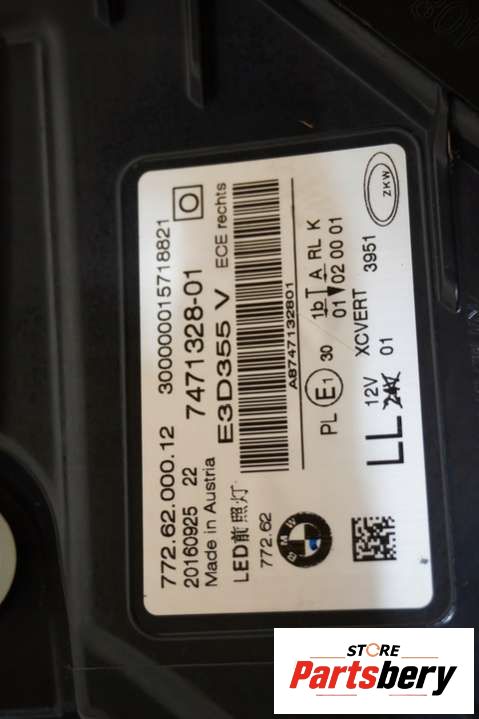 772.62.000.12 3000000015718821
20160925 22 7471328-01
Made in Austria E3D355 V ECE rechts
LED前照灯
A8747132801
772.62
PL E1 30 1b A RL K
01 02 00 01
12V XCVERT 3951
24V 01
LL
ZKW
BMW
STORE
Partsbery